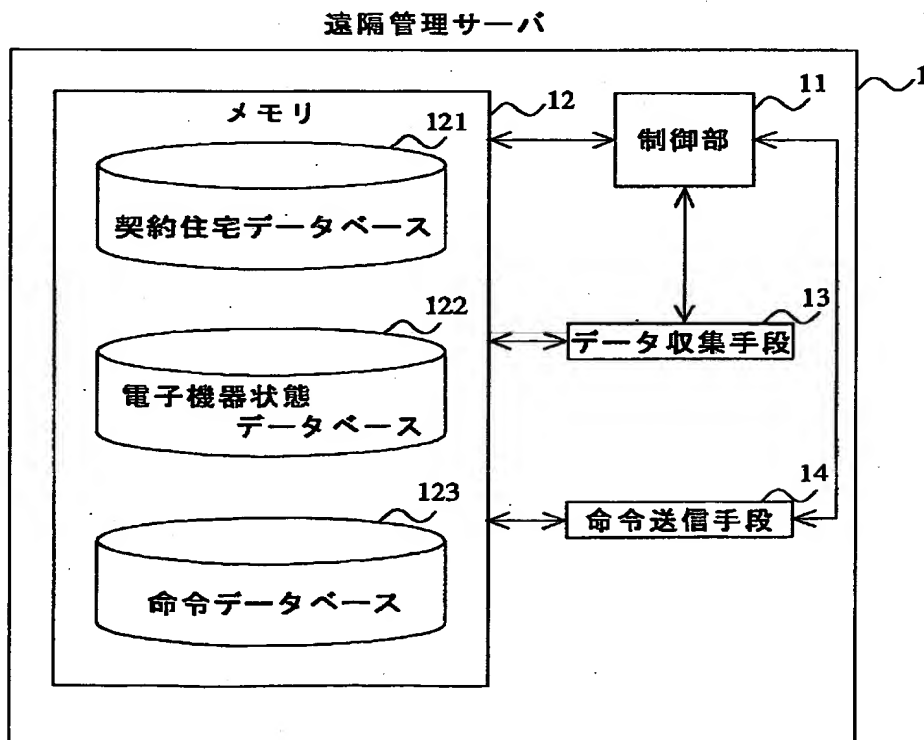 遠隔管理サーバ
1
メモリ
12
11
制御部
121
契約住宅データベース
122
電子機器状態
データベース
13
データ収集手段
123
命令データベース
14
命令送信手段